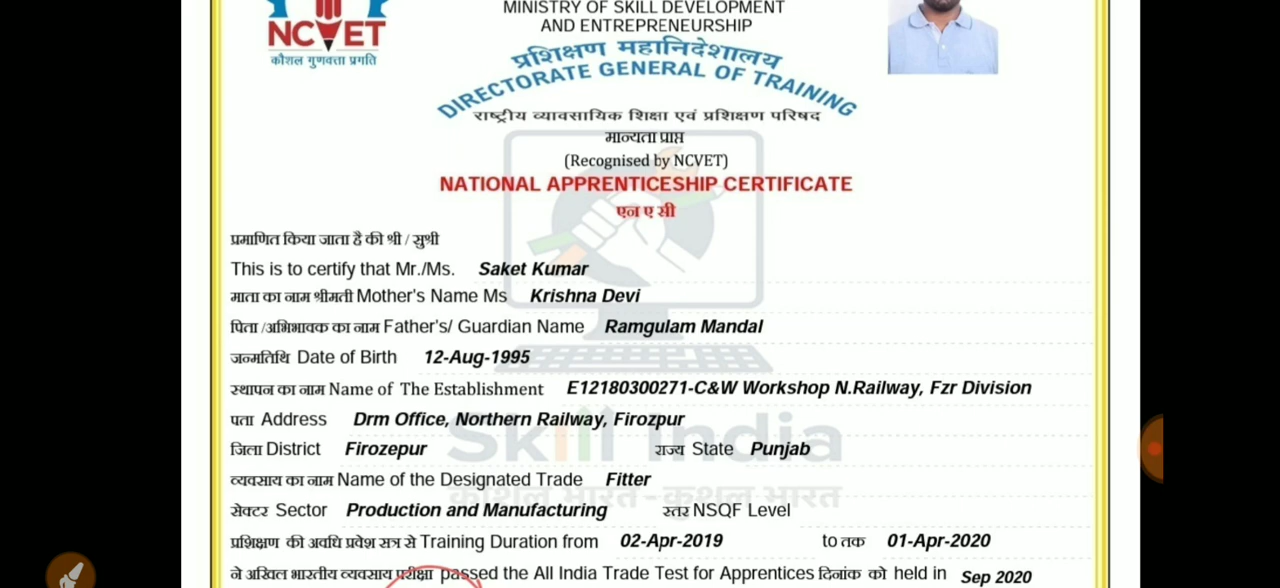 NCVET
कौशल गुणवत्ता प्रगति
MINISTRY OF SKILL DEVELOPMENT
AND ENTREPRENEURSHIP
प्रशिक्षण महानिदेशालय
DIRECTORATE GENERAL OF TRAINING
राष्ट्रीय व्यावसायिक शिक्षा एवं प्रशिक्षण परिषद
मान्यता प्राप्त
(Recognised by NCVET)
NATIONAL APPRENTICESHIP CERTIFICATE
एन ए सी
प्रमाणित किया जाता है की श्री / सुश्री
This is to certify that Mr./Ms. Saket Kumar
माता का नाम श्रीमती Mother's Name Ms Krishna Devi
पिता /अभिभावक का नाम Father's/ Guardian Name Ramgulam Mandal
जन्मतिथि Date of Birth 12-Aug-1995
स्थापन का नाम Name of The Establishment E12180300271-C&W Workshop N.Railway, Fzr Division
पता Address Drm Office, Northern Railway, Firozpur
Skill India
जिला District Firozepur राज्य State Punjab
व्यवसाय का नाम Name of the Designated Trade Fitter
कौशल भारत - कुशल भारत
सेक्टर Sector Production and Manufacturing स्तर NSQF Level
प्रशिक्षण की अवधि प्रवेश सत्र से Training Duration from 02-Apr-2019 to तक 01-Apr-2020
ने अखिल भारतीय व्यवसाय परीक्षा passed the All India Trade Test for Apprentices दिनांक को held in Sep 2020